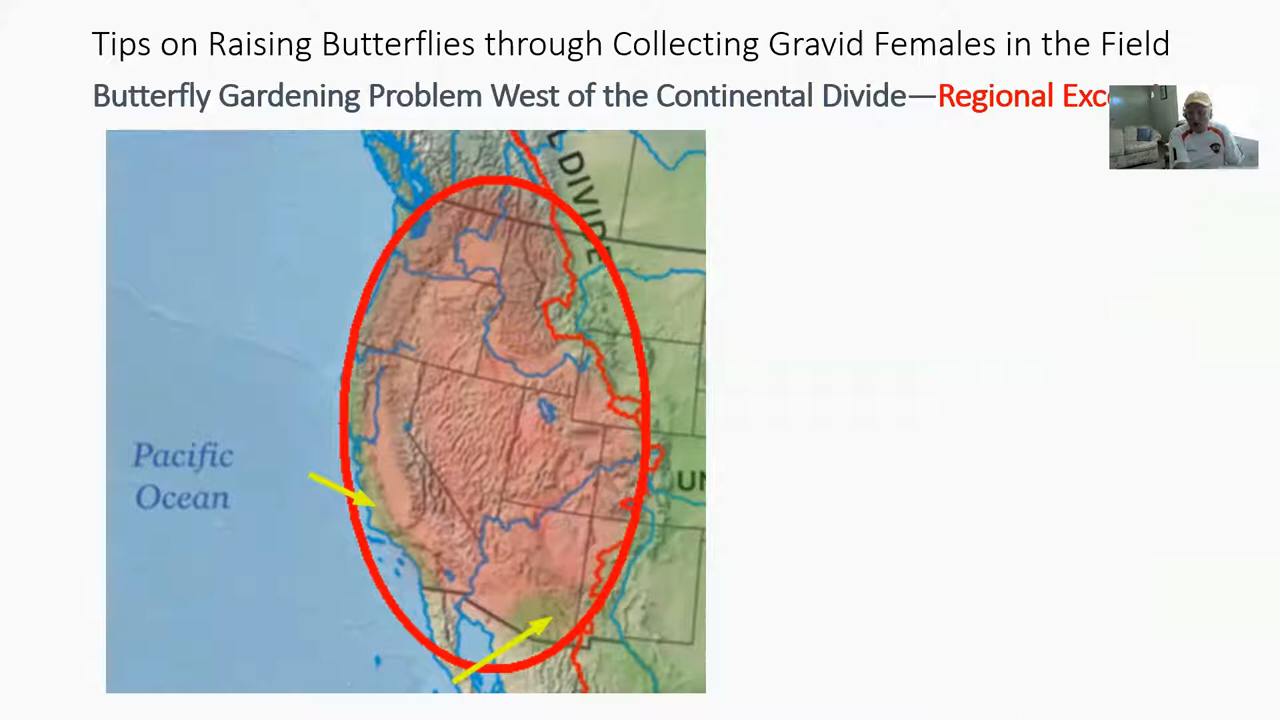 Tips on Raising Butterflies through Collecting Gravid Females in the Field
Butterfly Gardening Problem West of the Continental Divide—Regional
L DIVIDE
Pacific
Ocean
UN